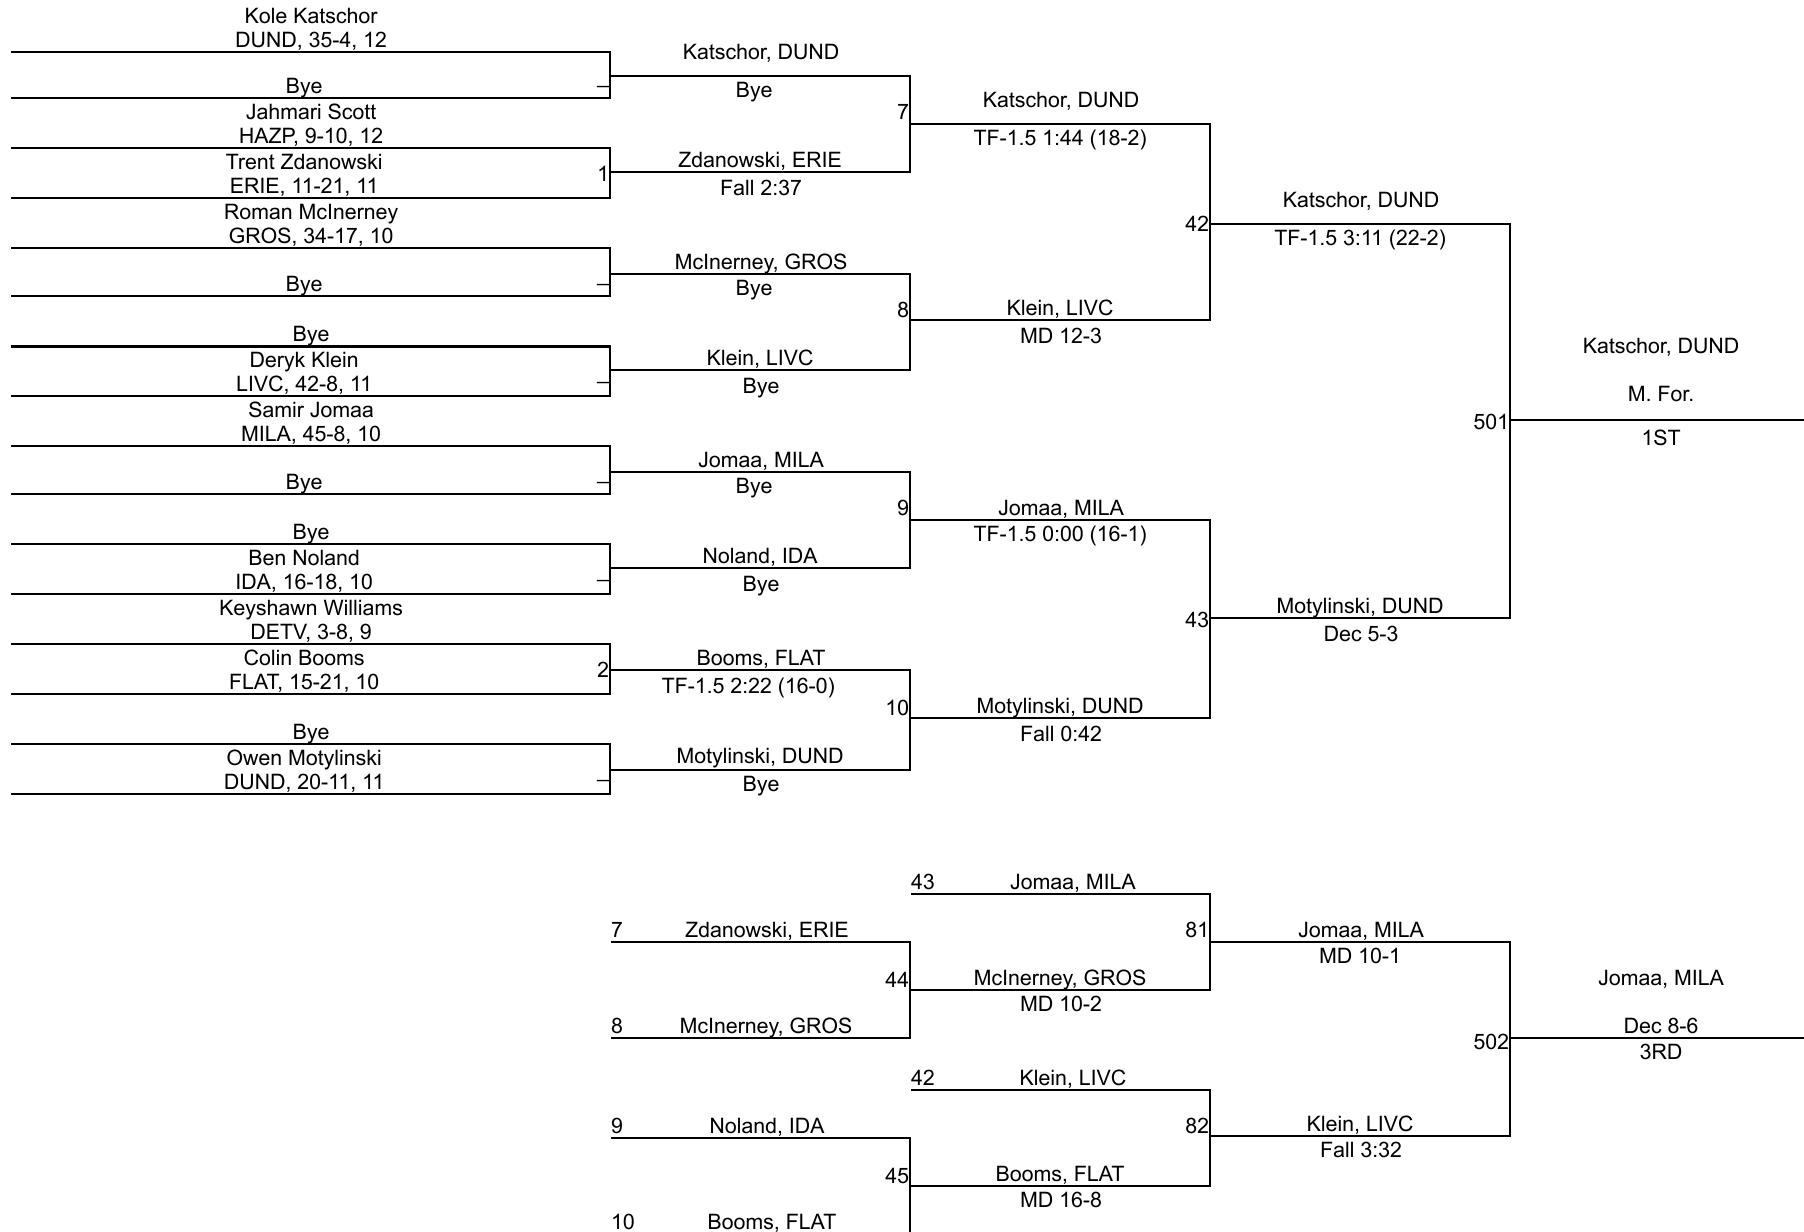 Kole Katschor
DUND, 35-4, 12
Bye
Jahmari Scott
HAZP, 9-10, 12
Trent Zdanowski
ERIE, 11-21, 11
1
Roman McInerney
GROS, 34-17, 10
Bye
Bye
Deryk Klein
LIVC, 42-8, 11
Samir Jomaa
MILA, 45-8, 10
Bye
Bye
Ben Noland
IDA, 16-18, 10
Keyshawn Williams
DETV, 3-8, 9
Colin Booms
FLAT, 15-21, 10
2
Bye
Owen Motylinski
DUND, 20-11, 11
Katschor, DUND
Bye
7
Zdanowski, ERIE
Fall 2:37
McInerney, GROS
Bye
8
Klein, LIVC
Bye
Jomaa, MILA
Bye
9
Noland, IDA
Bye
Booms, FLAT
TF-1.5 2:22 (16-0)
10
Motylinski, DUND
Bye
Katschor, DUND
TF-1.5 1:44 (18-2)
42
Klein, LIVC
MD 12-3
Jomaa, MILA
TF-1.5 0:00 (16-1)
43
Motylinski, DUND
Fall 0:42
Katschor, DUND
TF-1.5 3:11 (22-2)
501
Motylinski, DUND
Dec 5-3
Katschor, DUND
M. For.
1ST
43 Jomaa, MILA
7 Zdanowski, ERIE
81
44
McInerney, GROS
MD 10-2
8 McInerney, GROS
42 Klein, LIVC
9 Noland, IDA
82
45
Booms, FLAT
MD 16-8
10 Booms, FLAT
Jomaa, MILA
MD 10-1
502
Klein, LIVC
Fall 3:32
Jomaa, MILA
Dec 8-6
3RD